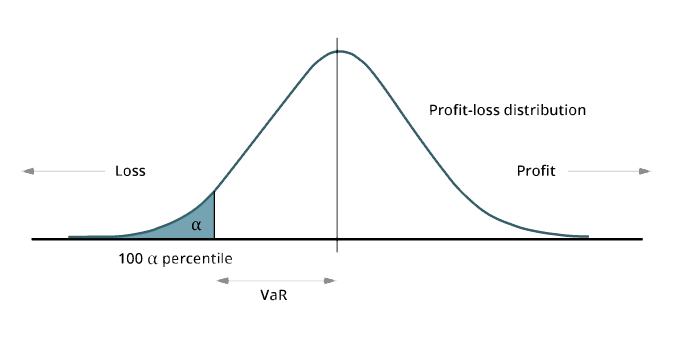 Profit-loss distribution
Loss
Profit
α
100 α percentile
VaR